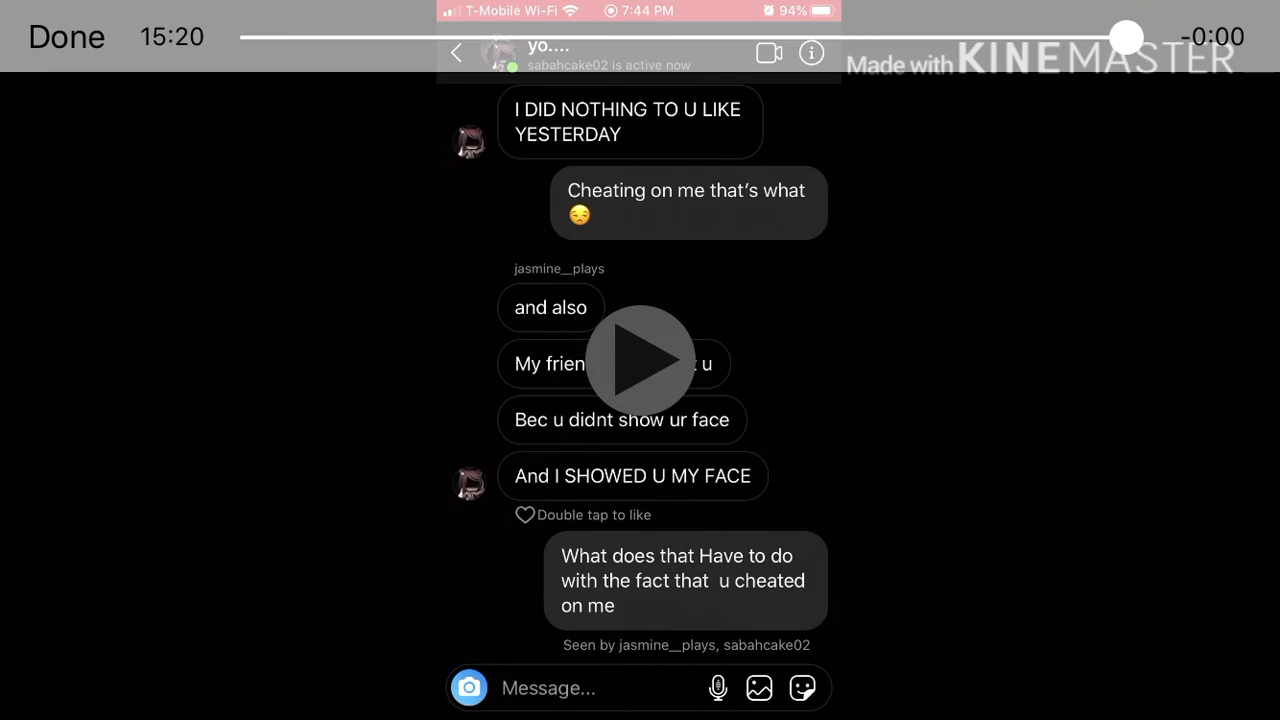 T-Mobile Wi-Fi 7:44 PM 94%
Done 15:20 -0:00
yo....
sabahcake02 is active now
Made with KINEMASTER
I DID NOTHING TO U LIKE
YESTERDAY
Cheating on me that's what
😒
jasmine__plays
and also
My frien u
Bec u didnt show ur face
And I SHOWED U MY FACE
Double tap to like
What does that Have to do
with the fact that  u cheated
on me
Seen by jasmine__plays, sabahcake02
Message...